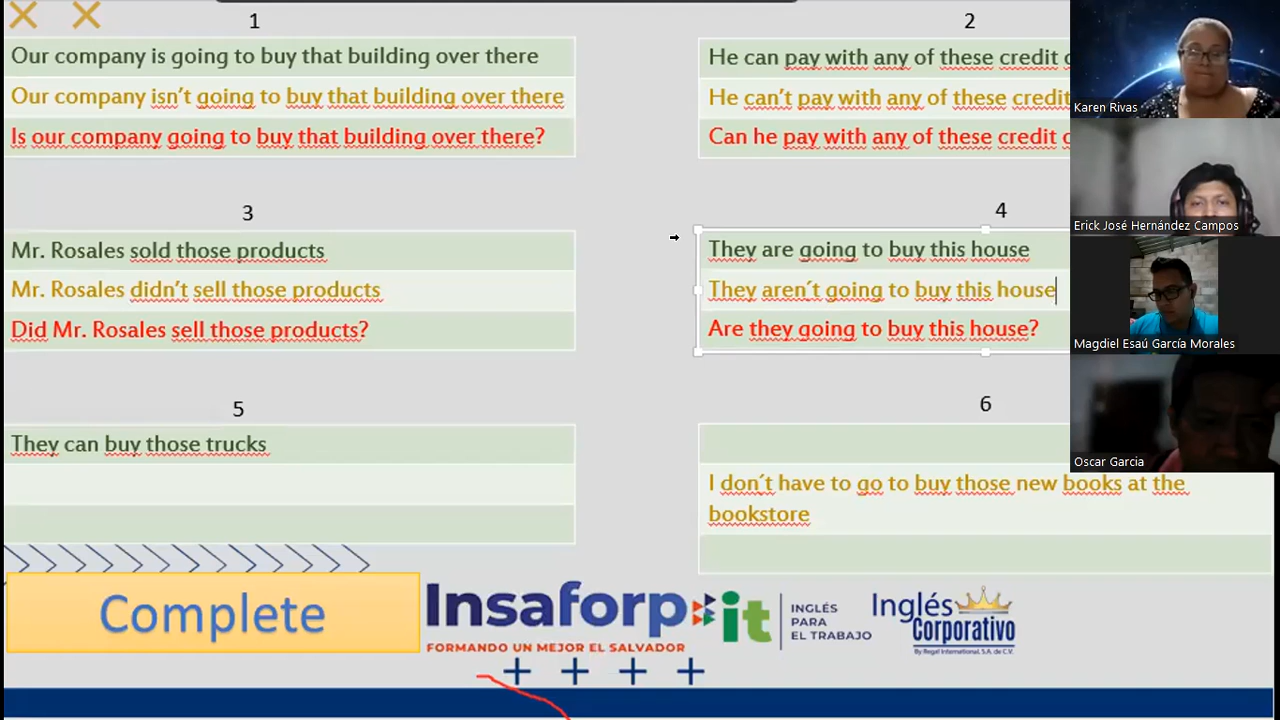 1
Our company is going to buy that building over there
Our company isn't going to buy that building over there
Is our company going to buy that building over there?
2
He can pay with any of these credit
He can't pay with any of these credit
Can he pay with any of these credit
3
Mr. Rosales sold those products
Mr. Rosales didn't sell those products
Did Mr. Rosales sell those products?
4
They are going to buy this house
They aren´t going to buy this house
Are they going to buy this house?
5
They can buy those trucks
6
I don´t have to go to buy those new books at the
bookstore
Karen Rivas
Erick José Hernández Campos
Magdiel Esaú García Morales
Oscar Garcia
Complete
Insaforp
FORMANDO UN MEJOR EL SALVADOR
it
INGLÉS
PARA
EL TRABAJO
Inglés
Corporativo
By Regal International, S.A. de C.V.